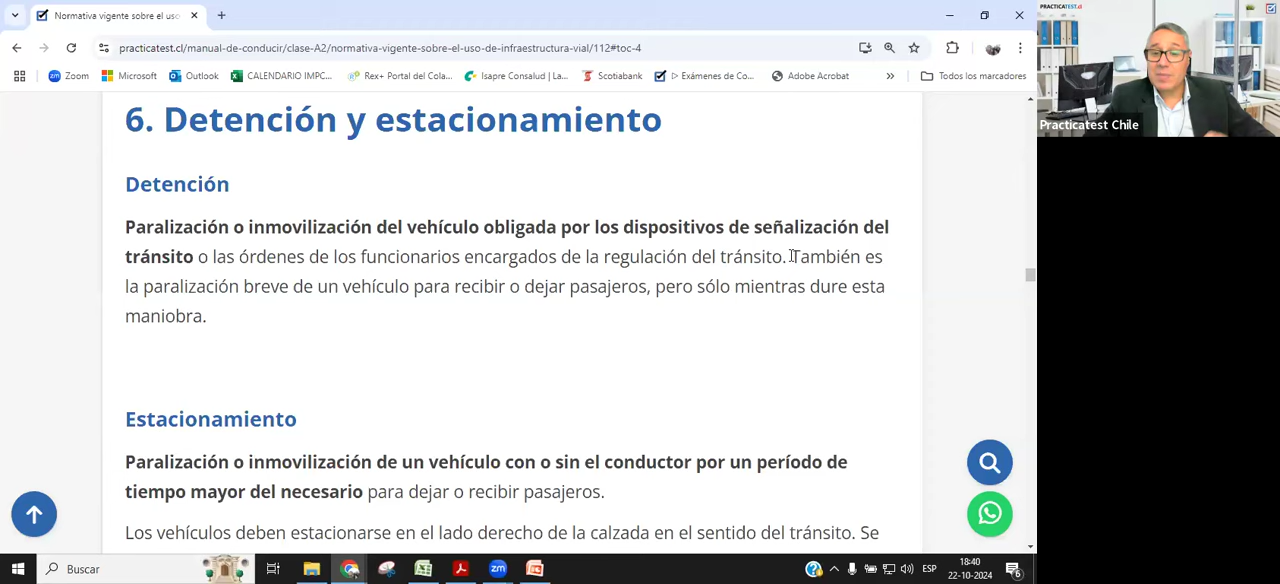 Normativa vigente sobre el uso
practicatest.cl/manual-de-conducir/clase-A2/normativa-vigente-sobre-el-uso-de-infraestructura-vial/112#toc-4
Zoom
Microsoft
Outlook
CALENDARIO IMPC...
Rex+ Portal del Cola...
Isapre Consalud | La...
Scotiabank
▷ Exámenes de Co...
Adobe Acrobat
»
Todos los marcadores
PRACTICATEST.cl
Practicatest Chile
6. Detención y estacionamiento
Detención
Paralización o inmovilización del vehículo obligada por los dispositivos de señalización del
tránsito o las órdenes de los funcionarios encargados de la regulación del tránsito. También es
la paralización breve de un vehículo para recibir o dejar pasajeros, pero sólo mientras dure esta
maniobra.
Estacionamiento
Paralización o inmovilización de un vehículo con o sin el conductor por un período de
tiempo mayor del necesario para dejar o recibir pasajeros.
Los vehículos deben estacionarse en el lado derecho de la calzada en el sentido del tránsito. Se
Buscar
ESP
18:40
22-10-2024
6